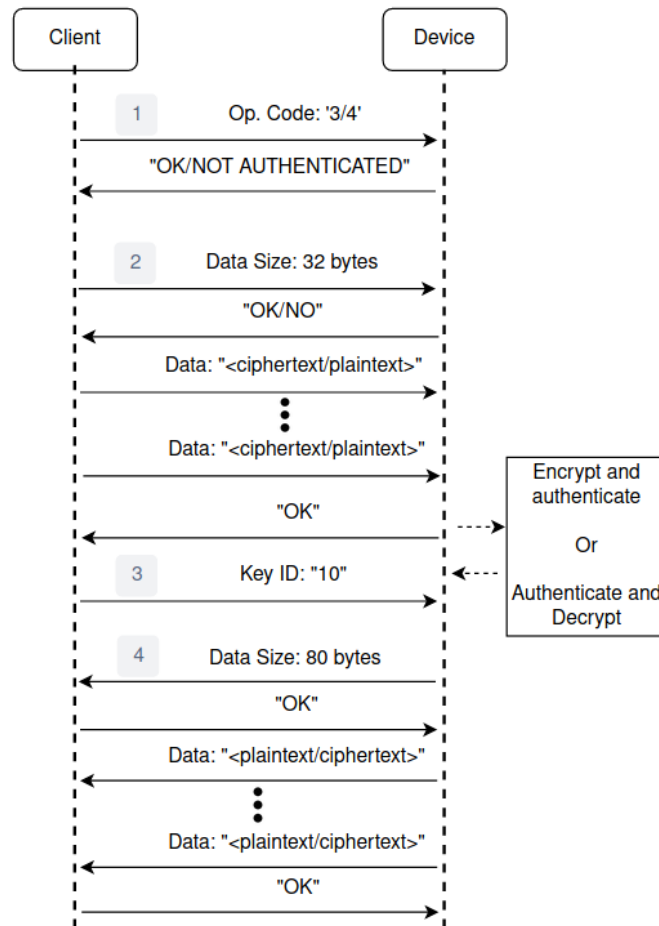 Client
Device
1
Op. Code: '3/4'
"OK/NOT AUTHENTICATED"
2
Data Size: 32 bytes
"OK/NO"
Data: "<ciphertext/plaintext>"
Data: "<ciphertext/plaintext>"
"OK"
Encrypt and
authenticate
Or
Authenticate and
Decrypt
3
Key ID: "10"
4
Data Size: 80 bytes
"OK"
Data: "<plaintext/ciphertext>"
Data: "<plaintext/ciphertext>"
"OK"